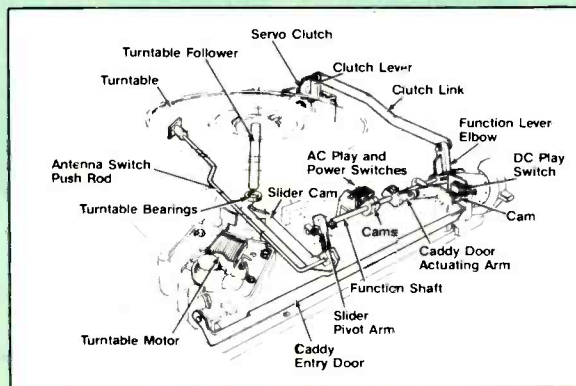 Servo Clutch
Turntable Follower
Clutch Lever
Turntable
Clutch Link
Function Lever
Elbow
AC Play and
Power Switches
DC Play
Switch
Antenna Switch
Push Rod
Slider Cam
Turntable Bearings
Cam
Cams
Caddy Door
Actuating Arm
Function Shaft
Slider
Pivot Arm
Turntable Motor
Caddy
Entry Door